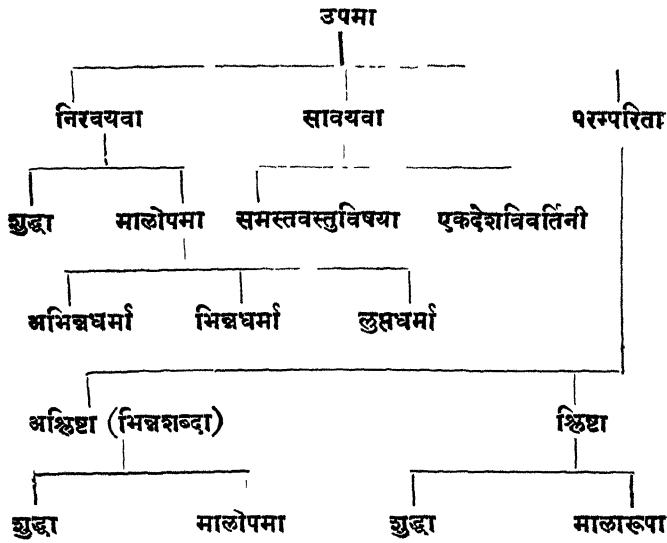 उपमा
निरवयवा सावयवा परम्परिता
शुद्धा मालोपमा समस्तवस्तुविषया एकदेशविवर्तिनी
अभिन्नधर्मा भिन्नधर्मा लुप्तधर्मा
अश्लिष्टा (भिन्नशब्दा) श्लिष्टा
शुद्धा मालोपमा शुद्धा मालारूपा